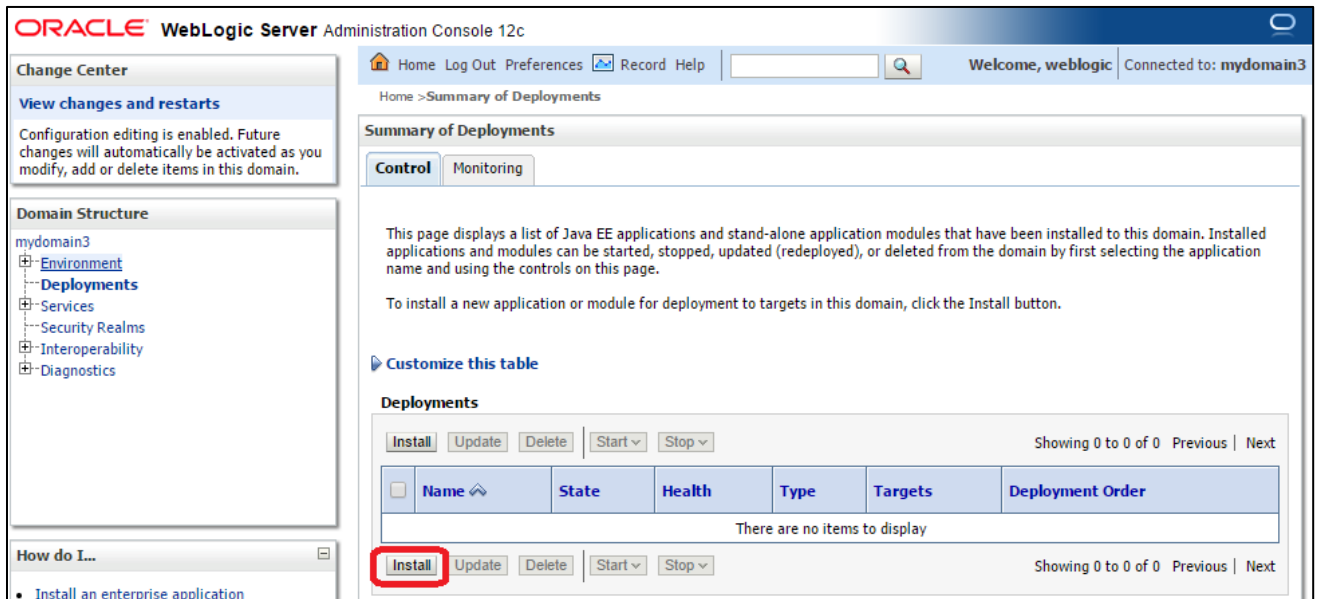 ORACLE WebLogic Server Administration Console 12c
Change Center
View changes and restarts
Configuration editing is enabled. Future
changes will automatically be activated as you
modify, add or delete items in this domain.
Domain Structure
mydomain3
Environment
Deployments
Services
Security Realms
Interoperability
Diagnostics
How do I...
Install an enterprise application
Home Log Out Preferences Record Help
Welcome, weblogic Connected to: mydomain3
Home >Summary of Deployments
Summary of Deployments
Control Monitoring
This page displays a list of Java EE applications and stand-alone application modules that have been installed to this domain. Installed
applications and modules can be started, stopped, updated (redeployed), or deleted from the domain by first selecting the application
name and using the controls on this page.
To install a new application or module for deployment to targets in this domain, click the Install button.
Customize this table
Deployments
Install Update Delete Start Stop Showing 0 to 0 of 0 Previous | Next
Name State Health Type Targets Deployment Order
There are no items to display
Install Update Delete Start Stop Showing 0 to 0 of 0 Previous | Next